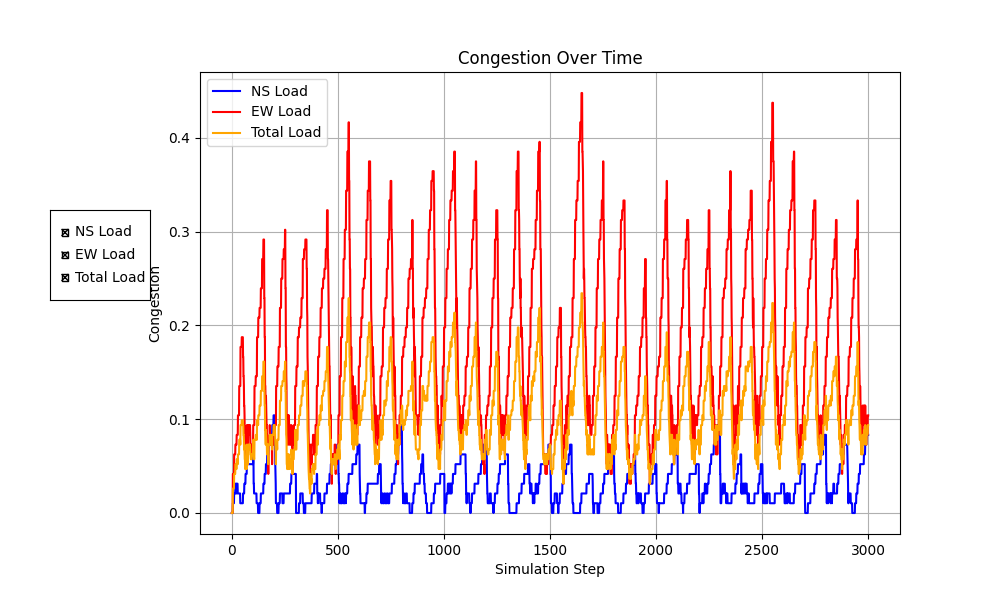 Congestion Over Time
NS Load
EW Load
Total Load
NS Load
EW Load
Total Load
Congestion
0.4
0.3
0.2
0.1
0.0
0
500
1000
1500
2000
2500
3000
Simulation Step